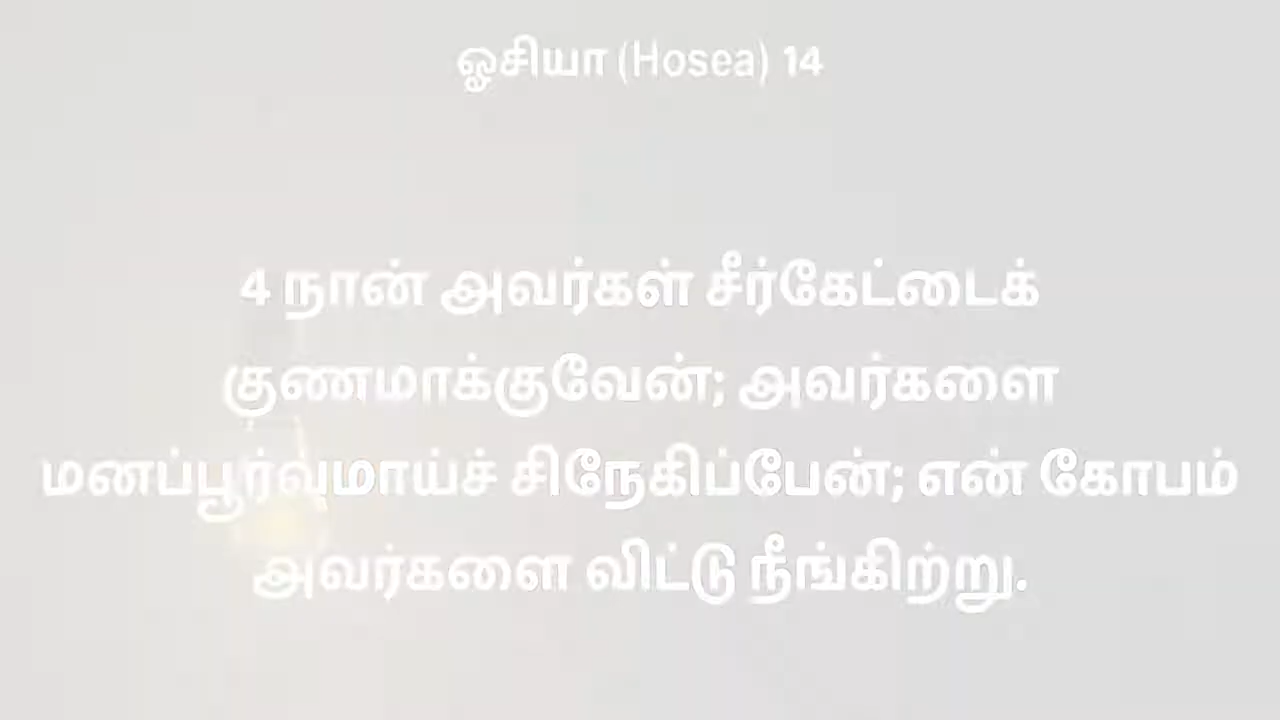 ஓசியா (Hosea) 14
4 நான் அவர்கள் சீர்கேட்டைக்
குணமாக்குவேன்; அவர்களை
மனப்பூர்வமாய்ச் சிநேகிப்பேன்; என் கோபம்
அவர்களை விட்டு நீங்கிற்று.